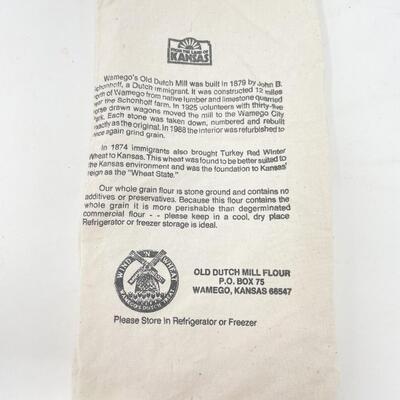 FROM THE LAND OF
KANSAS
Wamego's Old Dutch Mill was built in 1879 by John B.
Schonhoff, a Dutch immigrant. It was constructed 12 miles
north of Wamego from native lumber and limestone quarried
near the Schonhoff farm. In 1925 volunteers with thirty-five
horse drawn wagons moved the mill to the Wamego City
Park. Each stone was taken down, numbered and rebuilt
exactly as the original. In 1988 the interior was refurbished to
once again grind grain.
In 1874 immigrants also brought Turkey Red Winter
Wheat to Kansas. This wheat was found to be better suited to
the Kansas environment and was the foundation to Kansas'
reign as the "Wheat State."
Our whole grain flour is stone ground and contains no
additives or preservatives. Because this flour contains the
whole grain it is more perishable than degerminated
commercial flour - - please keep in a cool, dry place
Refrigerator or freezer storage is ideal.
WIND 'N' WHEAT
OLD DUTCH MILL FLOUR
P.O. BOX 75
WAMEGO, KANSAS 66547
Please Store In Refrigerator or Freezer